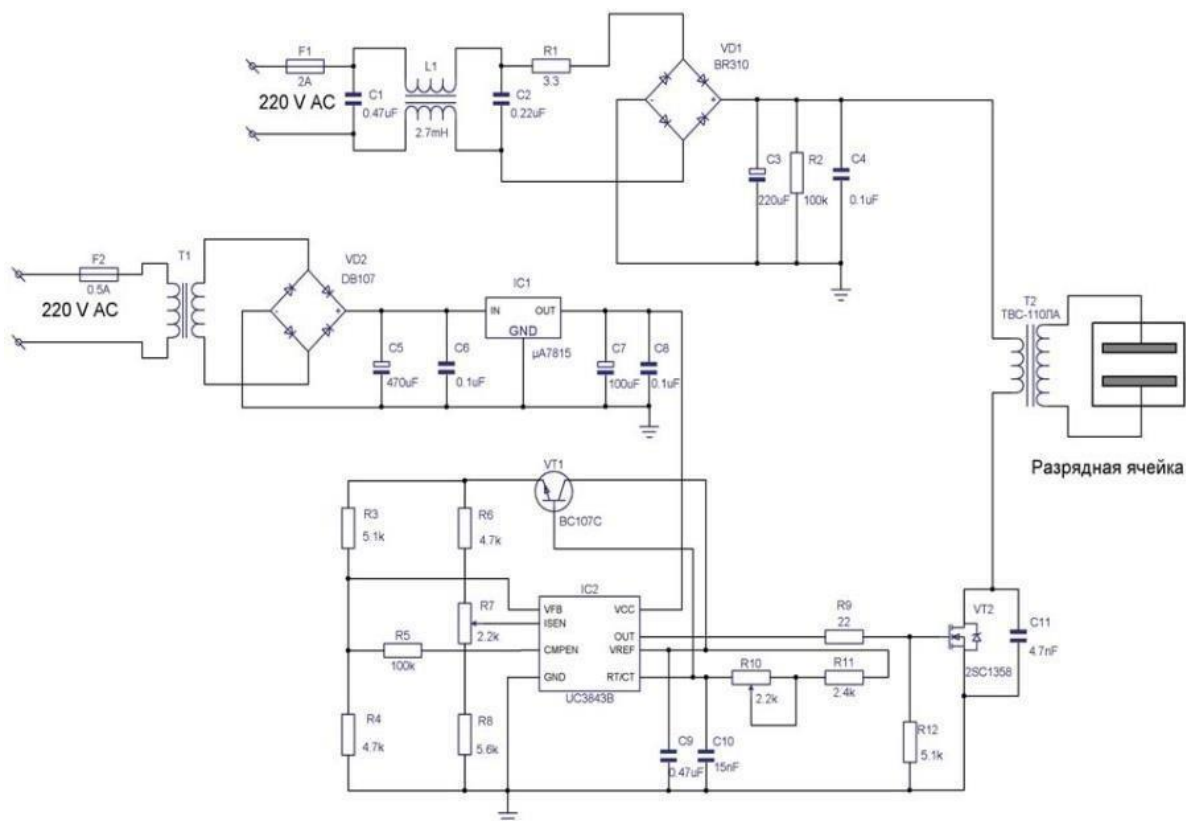 F1
2A
220 V AC
C1
0.47uF
L1
2.7mH
C2
0.22uF
R1
3.3
VD1
BR310
C3
220uF
R2
100k
C4
0.1uF
F2
0.5A
220 V AC
T1
VD2
DB107
IC1
IN
OUT
GND
µA7815
C5
470uF
C6
0.1uF
C7
100uF
C8
0.1uF
T2
ТВС-110ЛА
Разрядная ячейка
VT1
BC107C
R3
5.1k
R6
4.7k
R7
2.2k
R5
100k
R4
4.7k
R8
5.6k
IC2
VFB
ISEN
CMPEN
GND
VCC
OUT
VREF
RT/CT
UC3843B
R9
22
R10
2.2k
R11
2.4k
C9
0.47uF
C10
15nF
R12
5.1k
VT2
2SC1358
C11
4.7nF